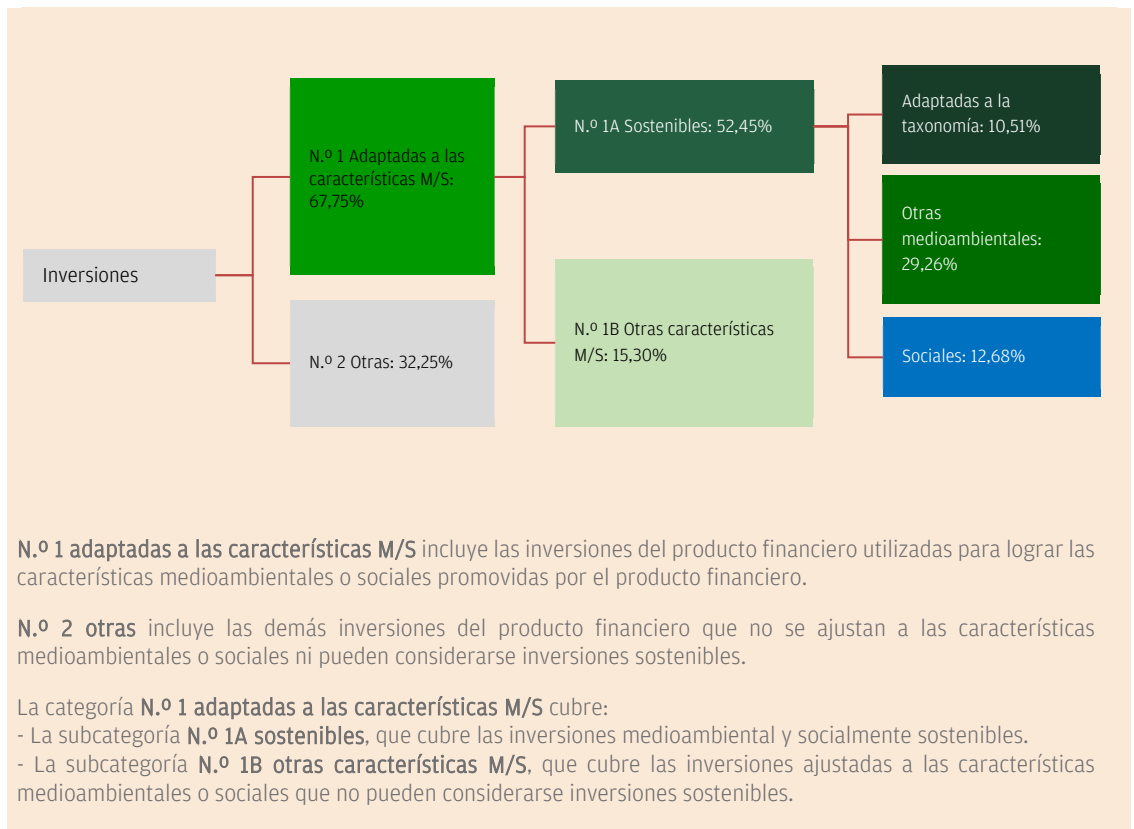 Inversiones
N.º 1 Adaptadas a las
características M/S:
67,75%
N.º 2 Otras: 32,25%
N.º 1A Sostenibles: 52,45%
N.º 1B Otras características
M/S: 15,30%
Adaptadas a la
taxonomía: 10,51%
Otras
medioambientales:
29,26%
Sociales: 12,68%
N.º 1 adaptadas a las características M/S incluye las inversiones del producto financiero utilizadas para lograr las
características medioambientales o sociales promovidas por el producto financiero.
N.º 2 otras incluye las demás inversiones del producto financiero que no se ajustan a las características
medioambientales o sociales ni pueden considerarse inversiones sostenibles.
La categoría N.º 1 adaptadas a las características M/S cubre:
- La subcategoría N.º 1A sostenibles, que cubre las inversiones medioambiental y socialmente sostenibles.
- La subcategoría N.º 1B otras características M/S, que cubre las inversiones ajustadas a las características
medioambientales o sociales que no pueden considerarse inversiones sostenibles.